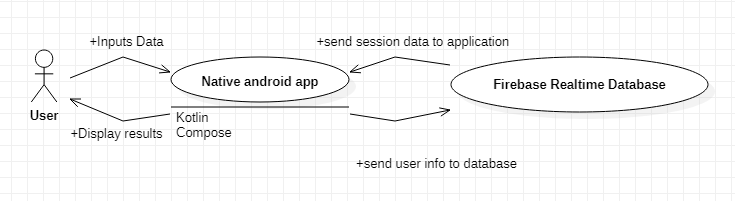 +Inputs Data
+send session data to application
Native android app
Firebase Realtime Database
User
Kotlin
+Display results
Compose
+send user info to database